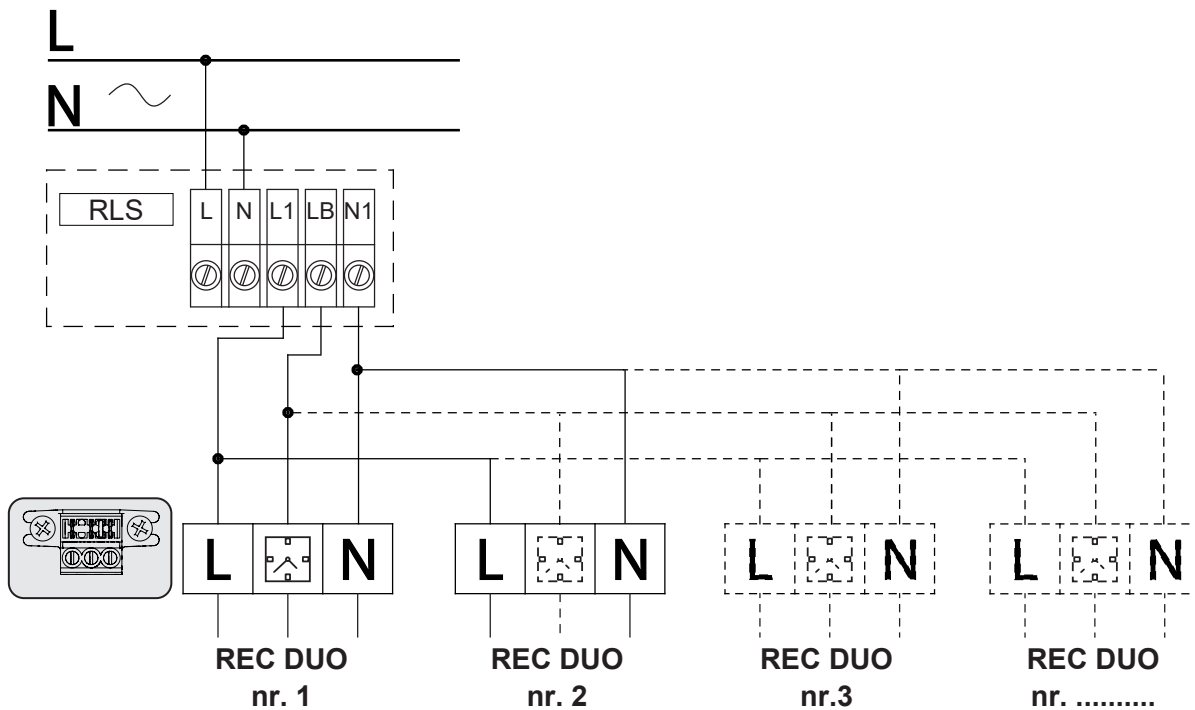 L
N
RLS L N L1 LB N1
L N L N L N L N
REC DUO REC DUO REC DUO REC DUO
nr. 1 nr. 2 nr.3 nr. ..........